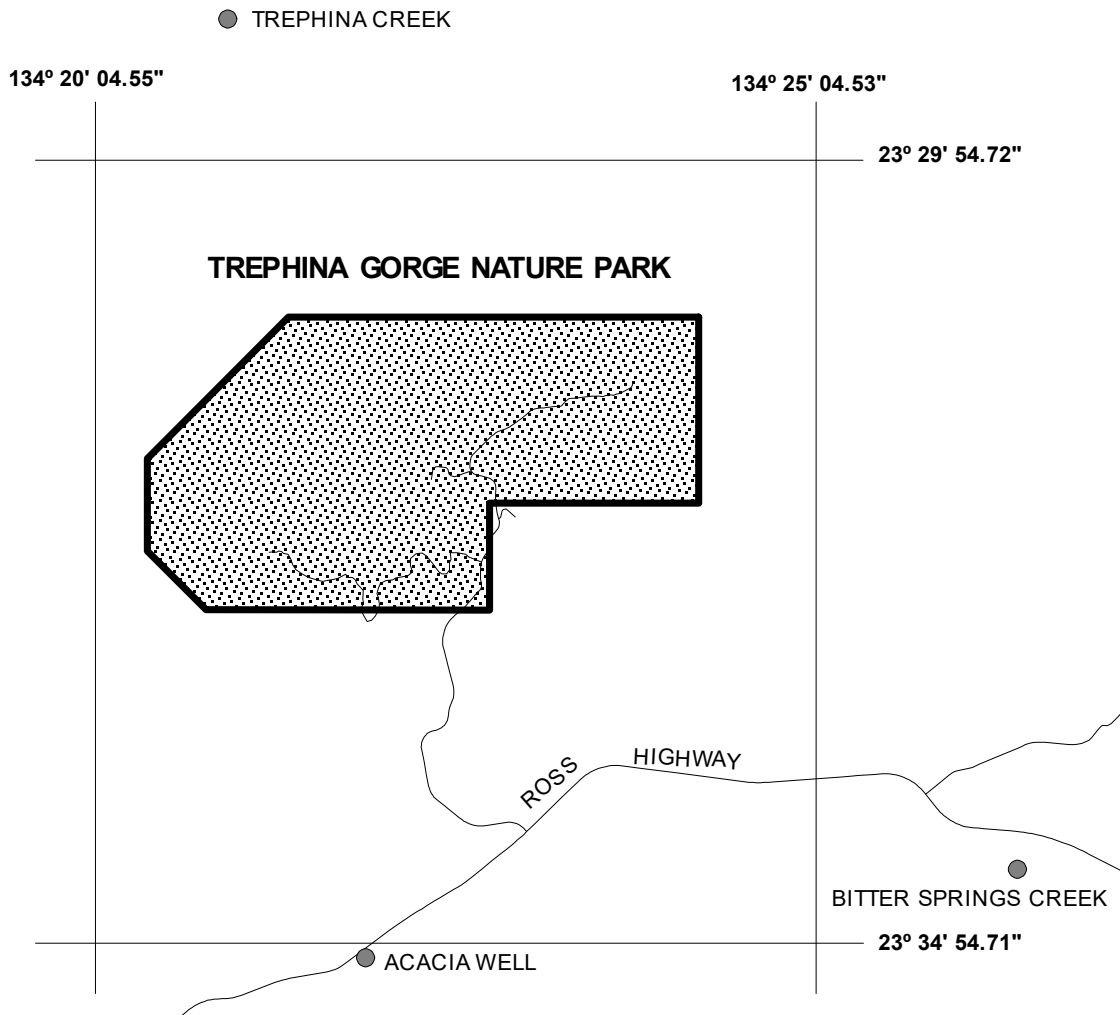 TREPHINA CREEK
134º 20' 04.55"
134º 25' 04.53"
23º 29' 54.72"
TREPHINA GORGE NATURE PARK
ROSS HIGHWAY
BITTER SPRINGS CREEK
23º 34' 54.71"
ACACIA WELL